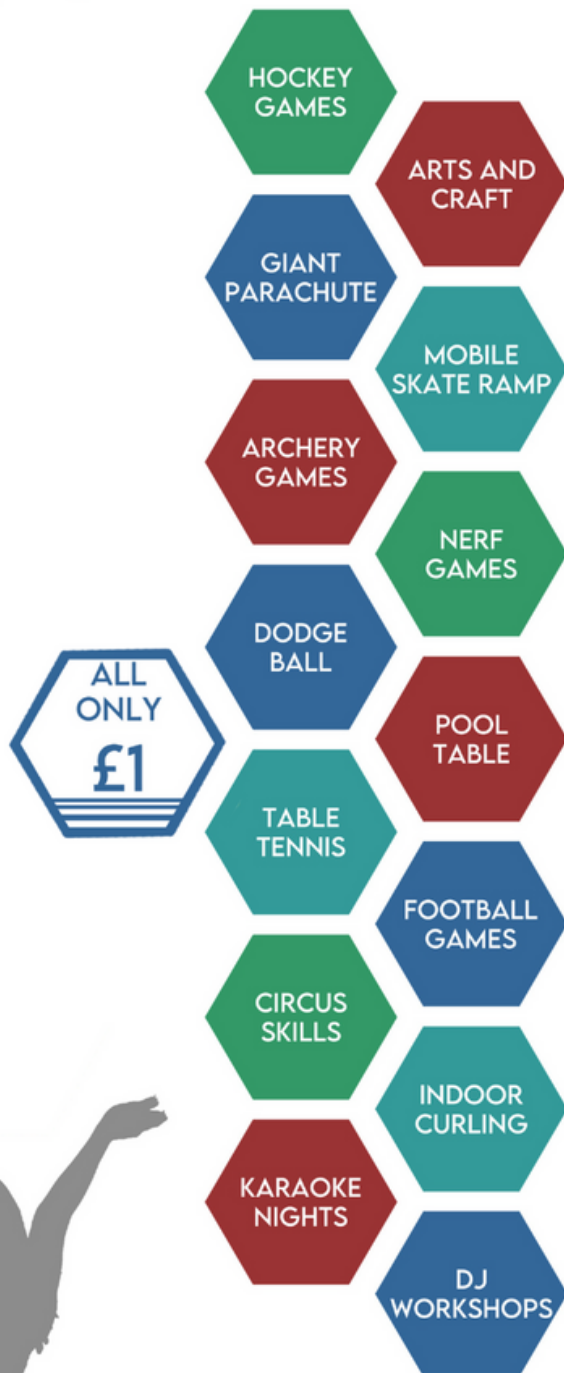 HOCKEY
GAMES
ARTS AND
CRAFT
GIANT
PARACHUTE
MOBILE
SKATE RAMP
ARCHERY
GAMES
NERF
GAMES
DODGE
BALL
ALL
ONLY
£1
POOL
TABLE
TABLE
TENNIS
FOOTBALL
GAMES
CIRCUS
SKILLS
INDOOR
CURLING
KARAOKE
NIGHTS
DJ
WORKSHOPS